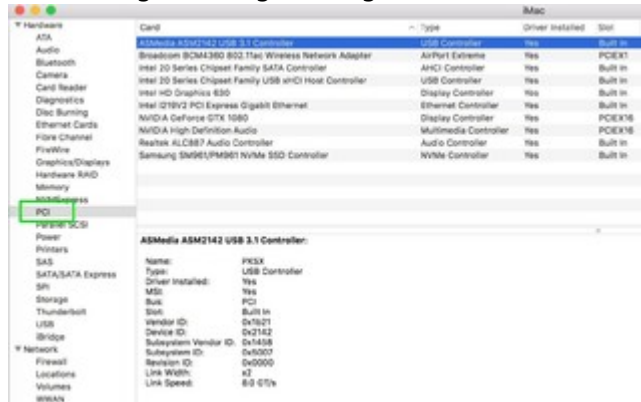 iMac
Hardware
ATA
Audio
Bluetooth
Camera
Card Reader
Diagnostics
Disc Burning
Ethernet Cards
Fibre Channel
FireWire
Graphics/Displays
Hardware RAID
Memory
NVMExpress
PCI
Parallel SCSI
Power
Printers
SAS
SATA/SATA Express
SPI
Storage
Thunderbolt
USB
iBridge
Network
Firewall
Locations
Volumes
WWAN
Card Type Driver Installed Slot
ASMedia ASM2142 USB 3.1 Controller USB Controller Yes Built In
Broadcom BCM4360 802.11ac Wireless Network Adapter AirPort Extreme Yes PCIEX1
Intel 20 Series Chipset Family SATA Controller AHCI Controller Yes Built In
Intel 20 Series Chipset Family USB xHCI Host Controller USB Controller Yes Built In
Intel HD Graphics 630 Display Controller Yes Built In
Intel I219V2 PCI Express Gigabit Ethernet Ethernet Controller Yes Built In
NVIDIA GeForce GTX 1080 Display Controller Yes PCIEX16
NVIDIA High Definition Audio Multimedia Controller Yes PCIEX16
Realtek ALC887 Audio Controller Audio Controller Yes Built In
Samsung SM961/PM961 NVMe SSD Controller NVMe Controller Yes Built In
ASMedia ASM2142 USB 3.1 Controller:
Name: PXSX
Type: USB Controller
Driver Installed: Yes
MSI: Yes
Bus: PCI
Slot: Built In
Vendor ID: 0x1b21
Device ID: 0x2142
Subsystem Vendor ID: 0x1458
Subsystem ID: 0x5007
Revision ID: 0x0000
Link Width: x2
Link Speed: 8.0 GT/s